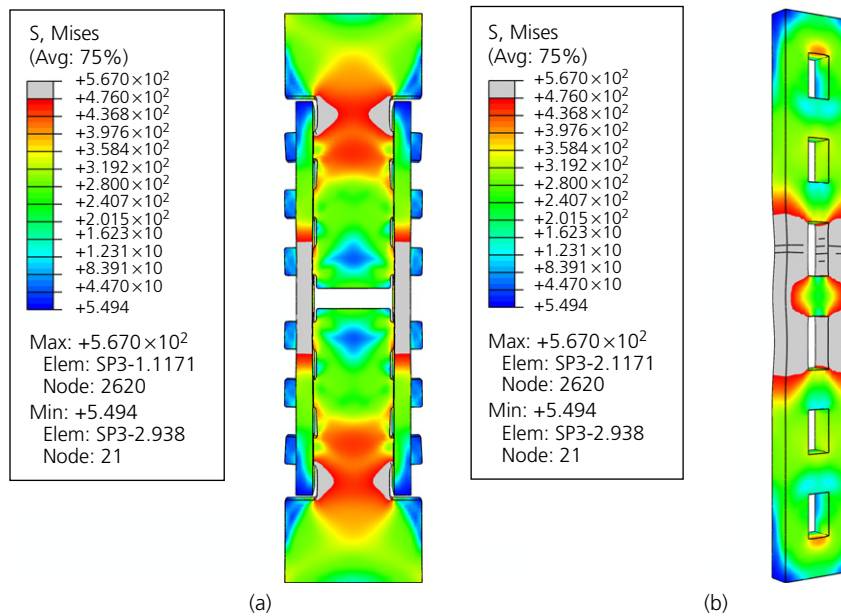 S, Mises
(Avg: 75%)
+5.670×10²
+4.760×10²
+4.368×10²
+3.976×10²
+3.584×10²
+3.192×10²
+2.800×10²
+2.407×10²
+2.015×10²
+1.623×10
+1.231×10
+8.391×10
+4.470×10
+5.494
Max: +5.670×10²
Elem: SP3-1.1171
Node: 2620
Min: +5.494
Elem: SP3-2.938
Node: 21
(a)
S, Mises
(Avg: 75%)
+5.670×10²
+4.760×10²
+4.368×10²
+3.976×10²
+3.584×10²
+3.192×10²
+2.800×10²
+2.407×10²
+2.015×10²
+1.623×10
+1.231×10
+8.391×10
+4.470×10
+5.494
Max: +5.670×10²
Elem: SP3-2.1171
Node: 2620
Min: +5.494
Elem: SP3-2.938
Node: 21
(b)